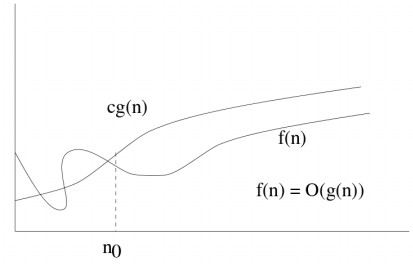 cg(n)
f(n)
f(n) = O(g(n))
n0